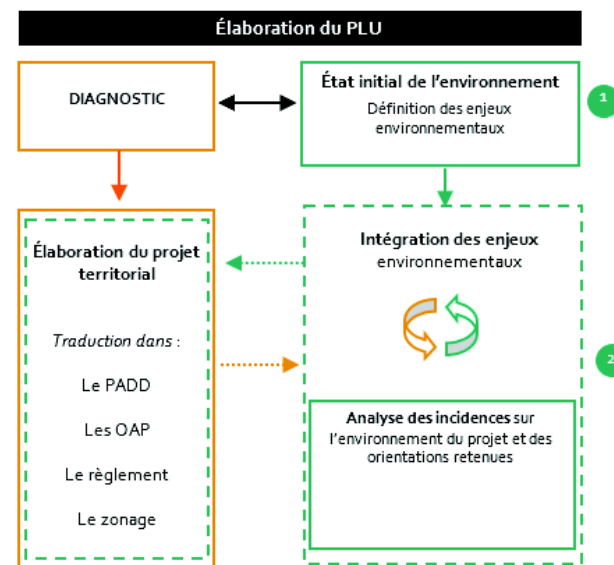 Élaboration du PLU
DIAGNOSTIC
État initial de l'environnement
Définition des enjeux
environnementaux
1
Élaboration du projet
territorial
Traduction dans :
Le PADD
Les OAP
Le règlement
Le zonage
Intégration des enjeux
environnementaux
2
Analyse des incidences sur
l'environnement du projet et des
orientations retenues